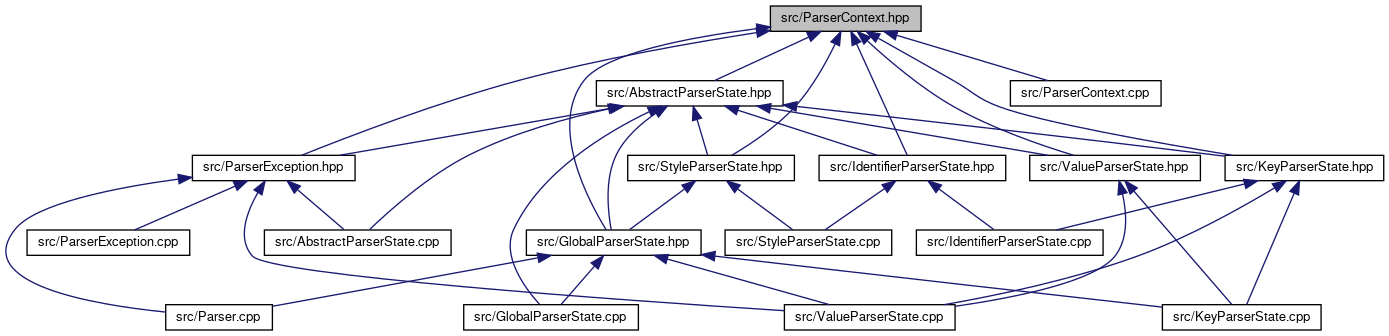 src/ParserContext.hpp
src/AbstractParserState.hpp
src/ParserContext.cpp
src/ParserException.hpp
src/StyleParserState.hpp
src/IdentifierParserState.hpp
src/ValueParserState.hpp
src/KeyParserState.hpp
src/ParserException.cpp
src/AbstractParserState.cpp
src/GlobalParserState.hpp
src/StyleParserState.cpp
src/IdentifierParserState.cpp
src/Parser.cpp
src/GlobalParserState.cpp
src/ValueParserState.cpp
src/KeyParserState.cpp